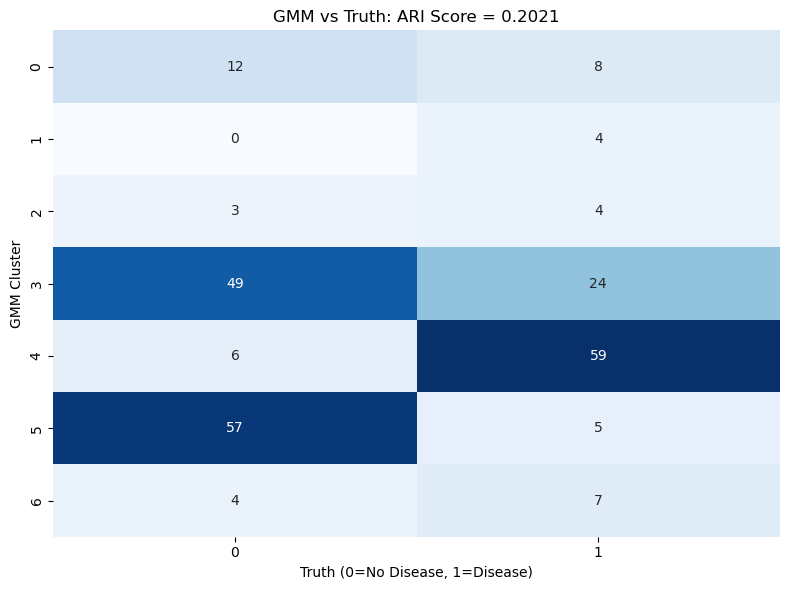 GMM vs Truth: ARI Score = 0.2021
GMM Cluster
0 12 8
1 0 4
2 3 4
3 49 24
4 6 59
5 57 5
6 4 7
0 1
Truth (0=No Disease, 1=Disease)